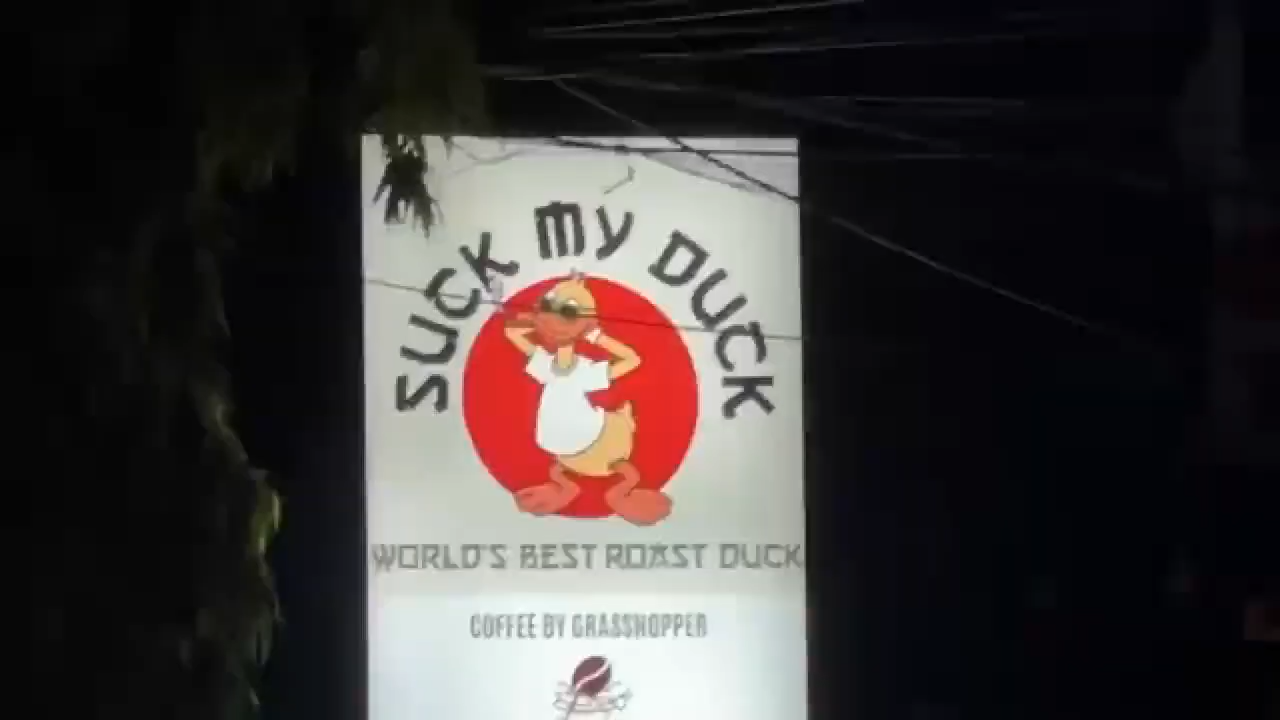 SUCK MY DUCK
WORLD'S BEST ROAST DUCK
COFFEE BY GRASSHOPPER